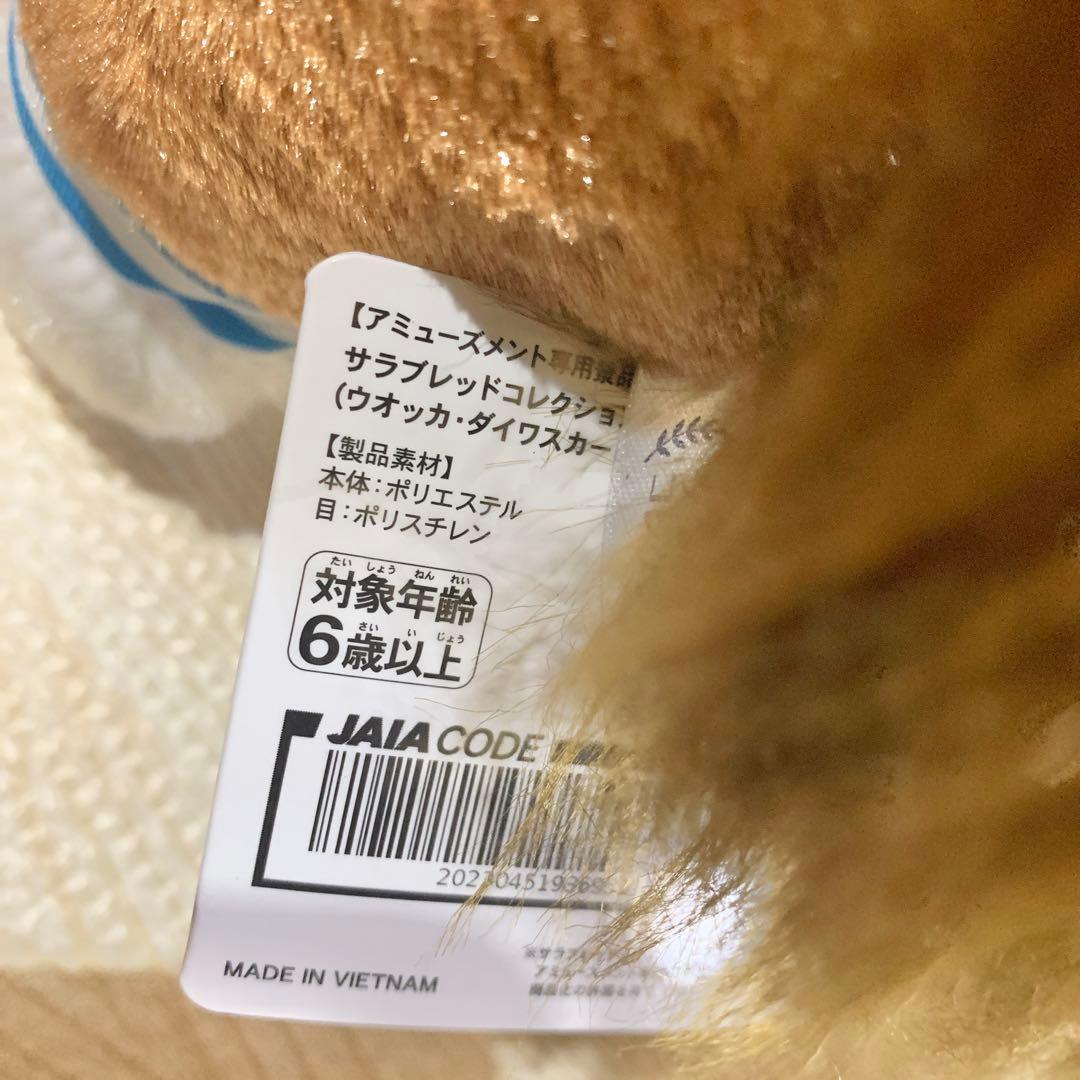 【アミューズメント専用景品
サラブレッドコレクショ
(ウオッカ・ダイワスカー
【製品素材】
本体:ポリエステル
目:ポリスチレン
たい しょう ねん れい
対象年齢
さい い じょう
6歳以上
JAIA CODE
MADE IN VIETNAM